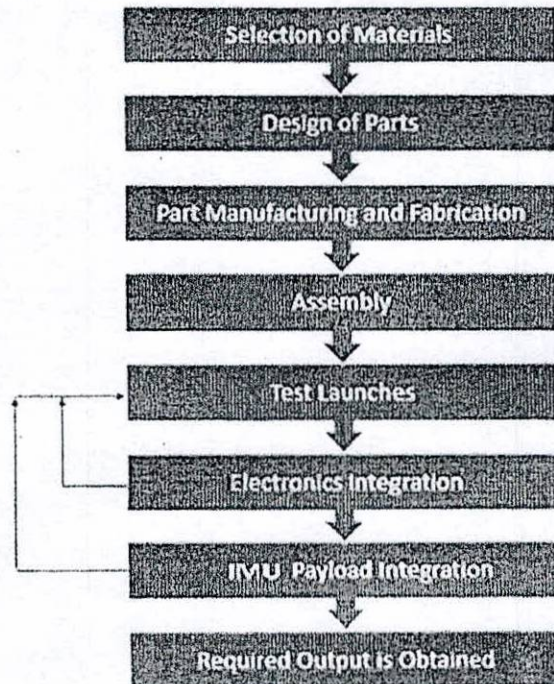 Selection of Materials
Design of Parts
Part Manufacturing and Fabrication
Assembly
Test Launches
Electronics Integration
IMU Payload Integration
Required Output is Obtained